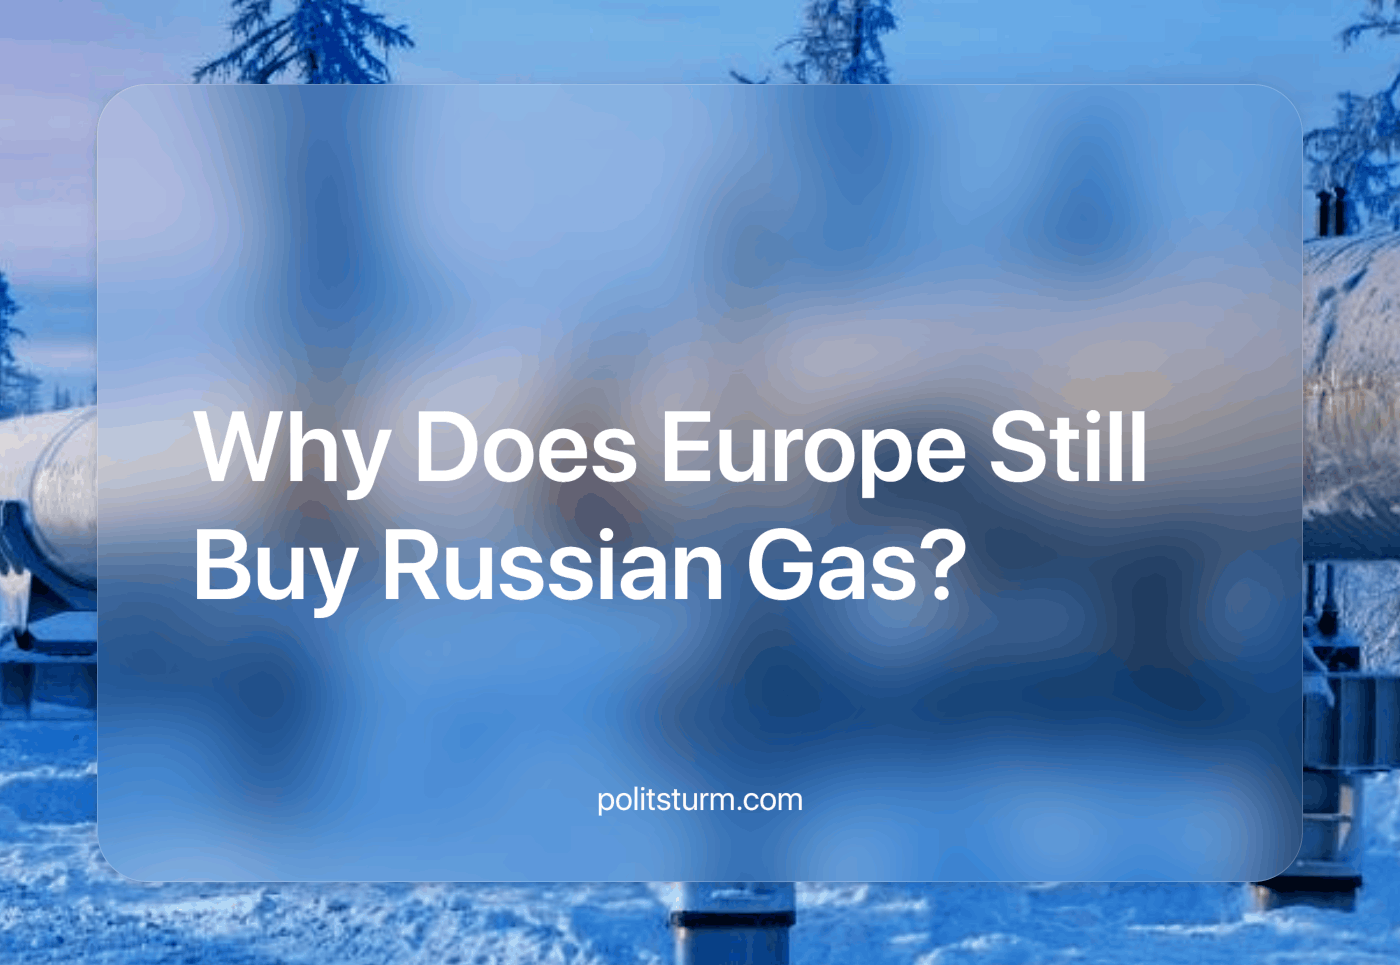 Why Does Europe Still
Buy Russian Gas?
politsturm.com